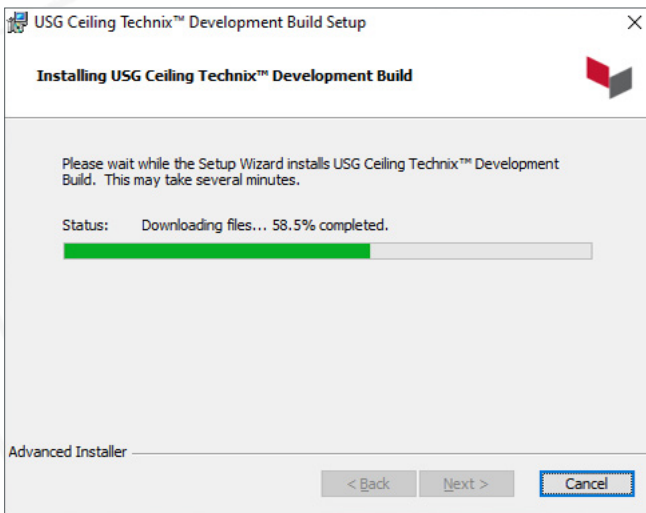 USG Ceiling Technix™ Development Build Setup
Installing USG Ceiling Technix™ Development Build
Please wait while the Setup Wizard installs USG Ceiling Technix™ Development
Build. This may take several minutes.
Status: Downloading files... 58.5% completed.
Advanced Installer
< Back Next > Cancel